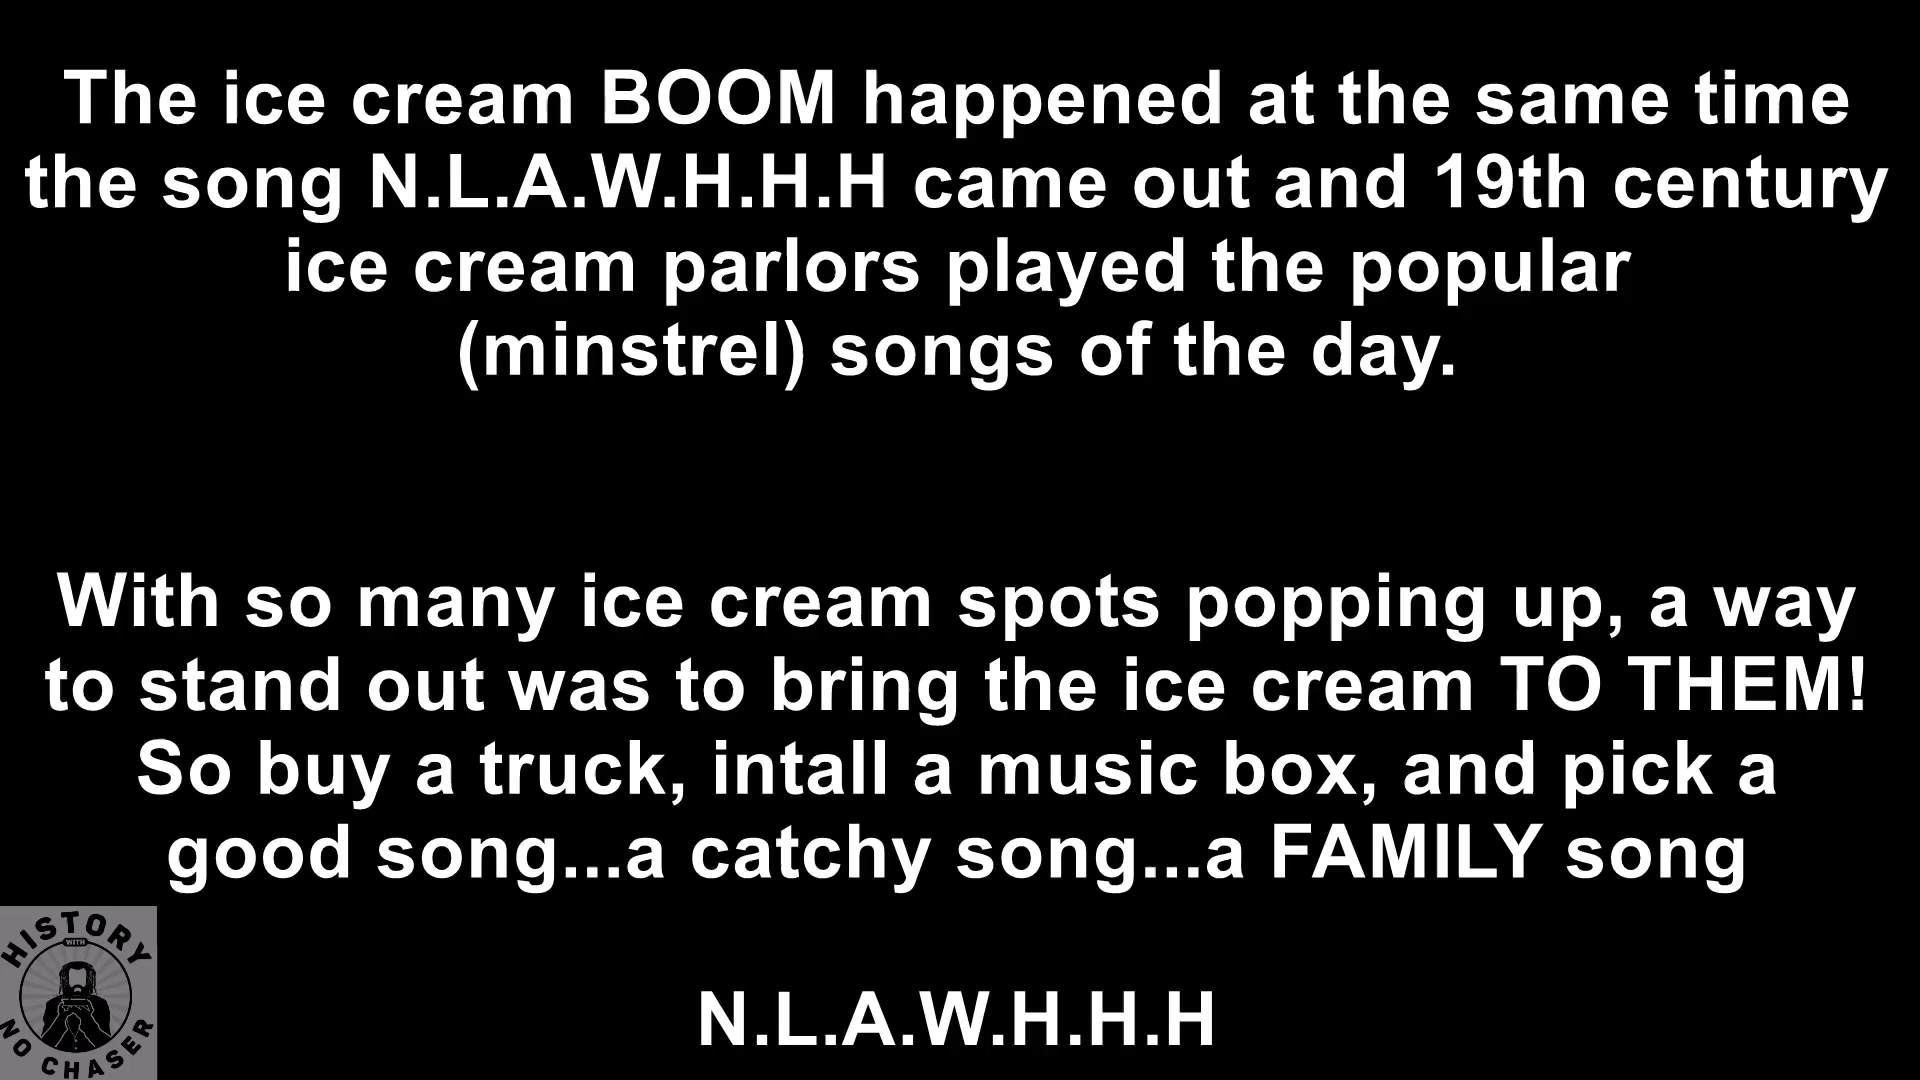 The ice cream BOOM happened at the same time
the song N.L.A.W.H.H.H came out and 19th century
ice cream parlors played the popular
(minstrel) songs of the day.
With so many ice cream spots popping up, a way
to stand out was to bring the ice cream TO THEM!
So buy a truck, intall a music box, and pick a
good song...a catchy song...a FAMILY song
N.L.A.W.H.H.H
HISTORY
WITH
NO CHASER